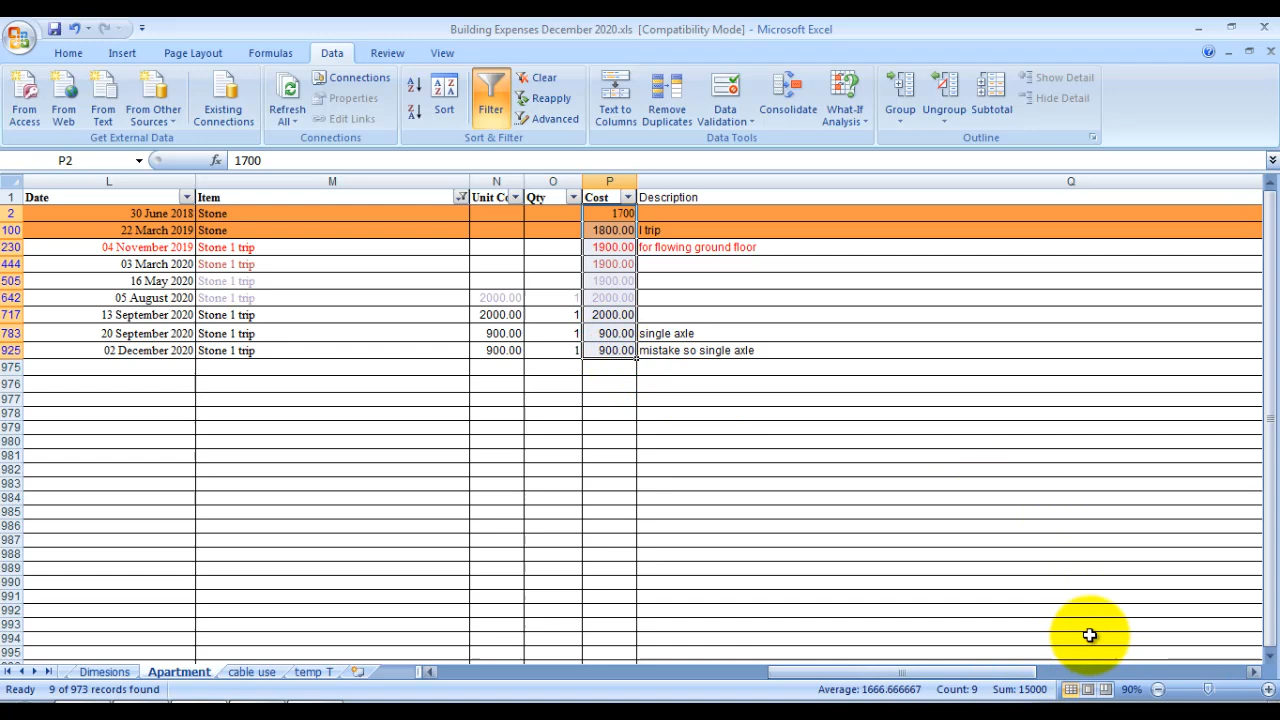 Building Expenses December 2020.xls [Compatibility Mode] - Microsoft Excel
Home Insert Page Layout Formulas Data Review View
From Access
From Web
From Text
From Other Sources
Existing Connections
Get External Data
Refresh All
Connections
Properties
Edit Links
Connections
Sort
Filter
Clear
Reapply
Advanced
Sort & Filter
Text to Columns
Remove Duplicates
Data Validation
Consolidate
What-If Analysis
Data Tools
Group
Ungroup
Subtotal
Show Detail
Hide Detail
Outline
P2 fx 1700
L M N O P Q
1 Date Item Unit Co Qty Cost Description
2 30 June 2018 Stone 1700
100 22 March 2019 Stone 1800.00 I trip
230 04 November 2019 Stone 1 trip 1900.00 for flowing ground floor
444 03 March 2020 Stone 1 trip 1900.00
505 16 May 2020 Stone 1 trip 1900.00
642 05 August 2020 Stone 1 trip 2000.00 1 2000.00
717 13 September 2020 Stone 1 trip 2000.00 1 2000.00
783 20 September 2020 Stone 1 trip 900.00 1 900.00 single axle
925 02 December 2020 Stone 1 trip 900.00 1 900.00 mistake so single axle
975
976
977
978
979
980
981
982
983
984
985
986
987
988
989
990
991
992
993
994
995
Dimesions Apartment cable use temp T
Ready 9 of 973 records found Average: 1666.666667 Count: 9 Sum: 15000 90%